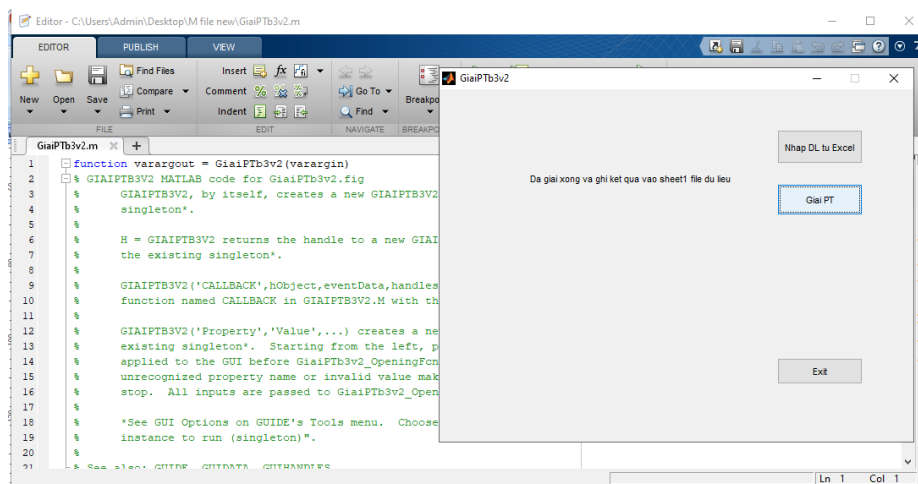 Editor - C:\Users\Admin\Desktop\M file new\GiaiPTb3v2.m
EDITOR PUBLISH VIEW
New Open Save
Find Files
Compare
Print
FILE
Insert fx
Comment
Indent
EDIT
Go To
Find
NAVIGATE
GiaiPTb3v2.m
1 function varargout = GiaiPTb3v2(varargin)
2 % GIAIPTB3V2 MATLAB code for GiaiPTb3v2.fig
3 % GIAIPTB3V2, by itself, creates a new GIAIPTB3V2
4 % singleton*.
5 %
6 % H = GIAIPTB3V2 returns the handle to a new GIAI
7 % the existing singleton*.
8 %
9 % GIAIPTB3V2('CALLBACK',hObject,eventData,handles
10 % function named CALLBACK in GIAIPTB3V2.M with th
11 %
12 % GIAIPTB3V2('Property','Value',...) creates a ne
13 % existing singleton*. Starting from the left, p
14 % applied to the GUI before GiaiPTb3v2_OpeningFcn
15 % unrecognized property name or invalid value mak
16 % stop. All inputs are passed to GiaiPTb3v2_Open
17 %
18 % *See GUI Options on GUIDE's Tools menu. Choose
19 % instance to run (singleton)".
20 %
21 % See also: GUIDE, GUIDATA, GUIHANDLES
GiaiPTb3v2
Nhap DL tu Excel
Da giai xong va ghi ket qua vao sheet1 file du lieu
Giai PT
Exit
Ln 1 Col 1